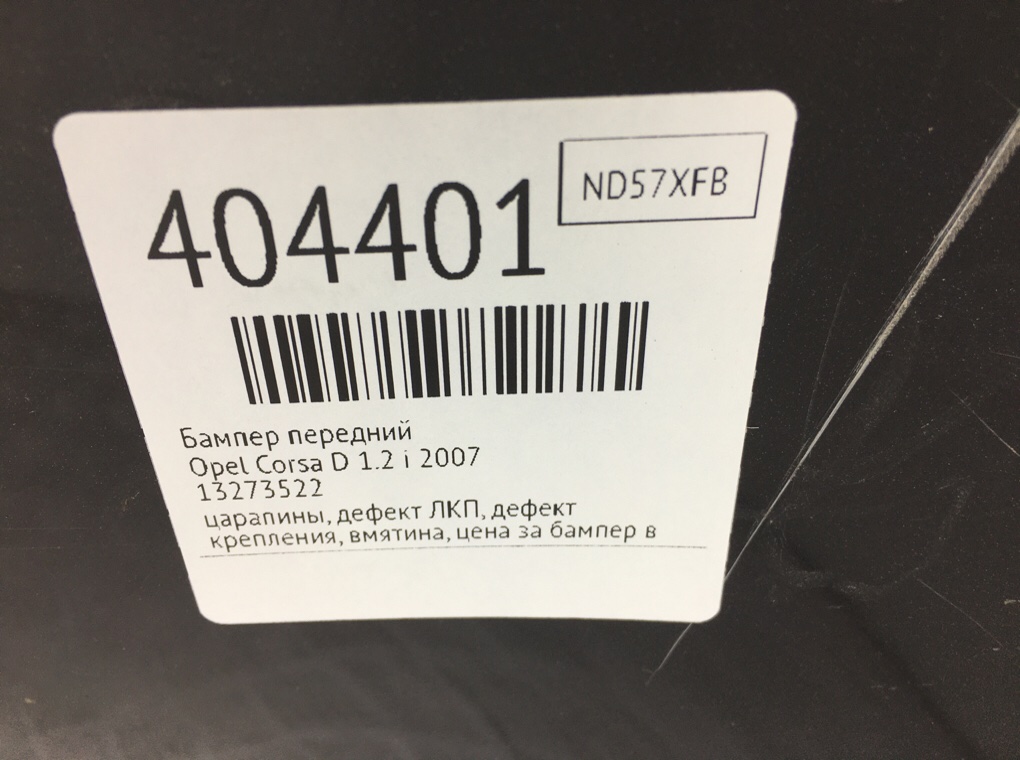 404401
ND57XFB
Бампер передний
Opel Corsa D 1.2 i 2007
13273522
царапины, дефект ЛКП, дефект
крепления, вмятина, цена за бампер в